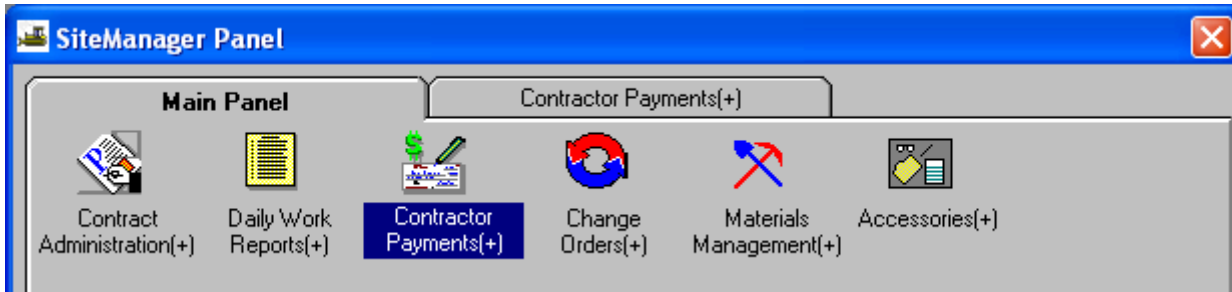 SiteManager Panel
Main Panel
Contractor Payments(+)
Contract
Administration(+)
Daily Work
Reports(+)
Contractor
Payments(+)
Change
Orders(+)
Materials
Management(+)
Accessories(+)